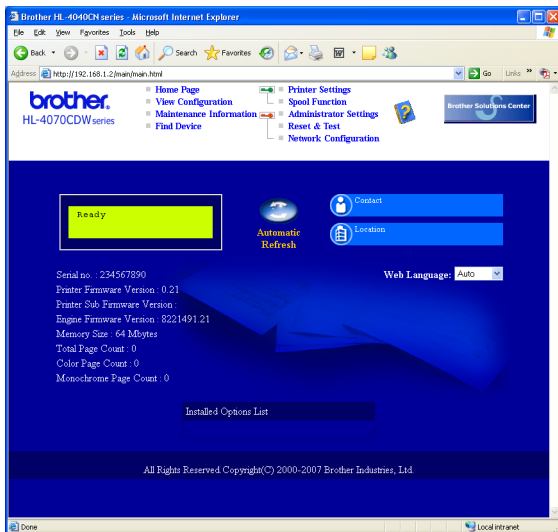 Brother HL-4040CN series - Microsoft Internet Explorer
File Edit View Favorites Tools Help
Back Search Favorites
Address http://192.168.1.2/main/main.html Go Links »
brother.
HL-4070CDW series
Home Page
View Configuration
Maintenance Information
Find Device
Printer Settings
Spool Function
Administrator Settings
Reset & Test
Network Configuration
Brother Solutions Center
Ready
Automatic
Refresh
Contact
Location
Serial no. : 234567890
Web Language: Auto
Printer Firmware Version : 0.21
Printer Sub Firmware Version :
Engine Firmware Version : 8221491.21
Memory Size : 64 Mbytes
Total Page Count : 0
Color Page Count : 0
Monochrome Page Count : 0
Installed Options List
All Rights Reserved.Copyright(C) 2000-2007 Brother Industries, Ltd.
Done Local intranet